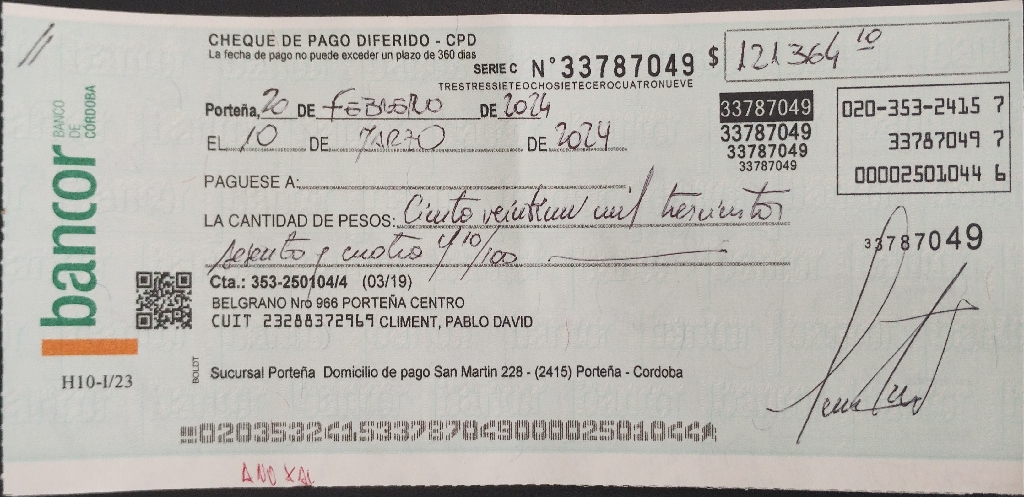 CHEQUE DE PAGO DIFERIDO - CPD
La fecha de pago no puede exceder un plazo de 360 dias
SERIE C N°33787049 $ 121364 10
TRESTRESSIETEOCHOSIETECEROCUATRONUEVE
Porteña, 20 DE FEBRERO DE 2024
EL 10 DE MARZO DE 2024
33787049
33787049
33787049
33787049
020-353-2415 7
33787049 7
00002501044 6
PAGUESE A:
LA CANTIDAD DE PESOS: Ciento veintiun mil trescientos
sesenta y cuatro c/10/100
33787049
bancor
BANCO
DE
CÓRDOBA
Cta.: 353-250104/4 (03/19)
BELGRANO Nro 966 PORTEÑA CENTRO
CUIT 23288372969 CLIMENT, PABLO DAVID
H10-I/23
BOLDT
Sucursal Porteña Domicilio de pago San Martin 228 - (2415) Porteña - Cordoba
02035324153378704900002501044